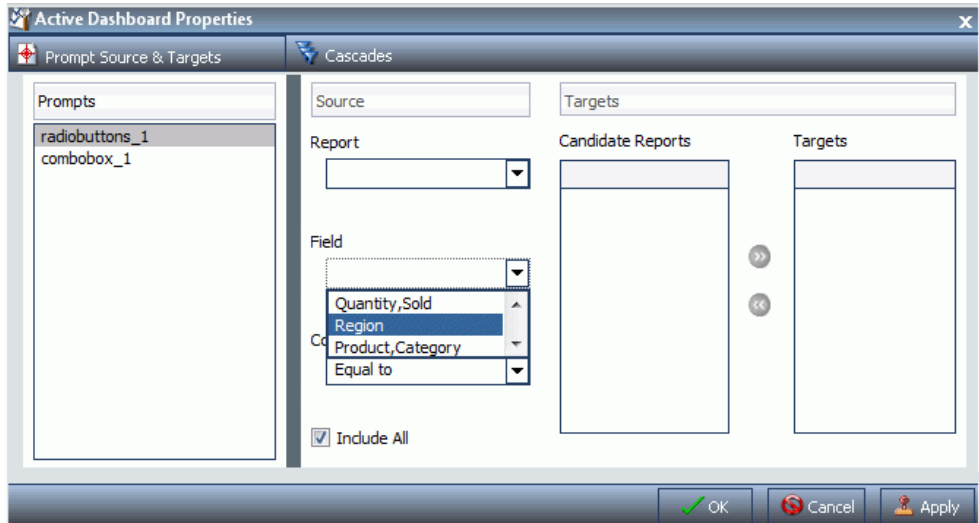 Active Dashboard Properties
x
Prompt Source & Targets
Cascades
Prompts
radiobuttons_1
combobox_1
Source
Report
Field
Quantity,Sold
Region
Product,Category
Co
Equal to
Include All
Targets
Candidate Reports
Targets
OK
Cancel
Apply